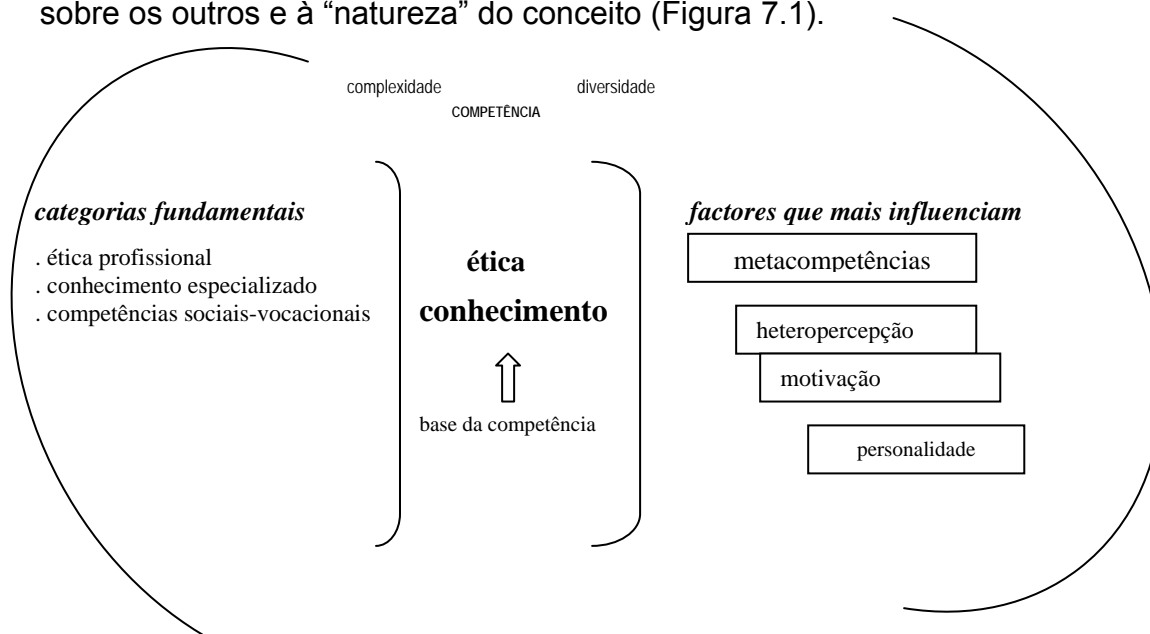 sobre os outros e à “natureza” do conceito (Figura 7.1).
complexidade
diversidade
COMPETÊNCIA
categorias fundamentais
. ética profissional
. conhecimento especializado
. competências sociais-vocacionais
ética
conhecimento
base da competência
factores que mais influenciam
metacompetências
heteropercepção
motivação
personalidade